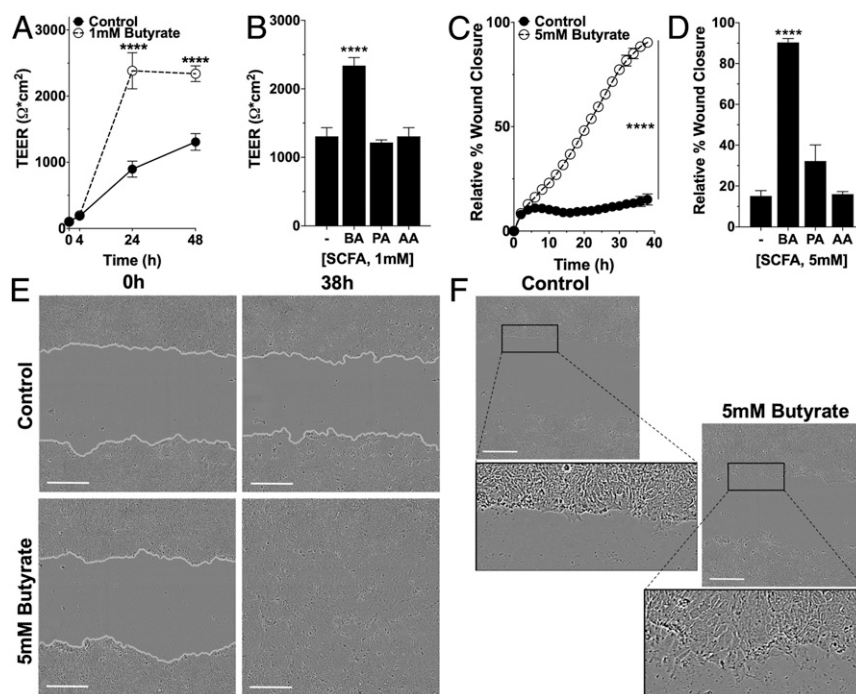 A
Control
1mM Butyrate
****
****
TEER (Ω*cm2)
3000
2000
1000
0
0 4 24 48
Time (h)
B
****
TEER (Ω*cm2)
3000
2000
1000
0
- BA PA AA
[SCFA, 1mM]
C
Control
5mM Butyrate
****
Relative % Wound Closure
100
50
0
0 10 20 30 40
Time (h)
D
****
Relative % Wound Closure
100
80
60
40
20
0
- BA PA AA
[SCFA, 5mM]
E
0h 38h
Control
5mM Butyrate
F
Control
5mM Butyrate